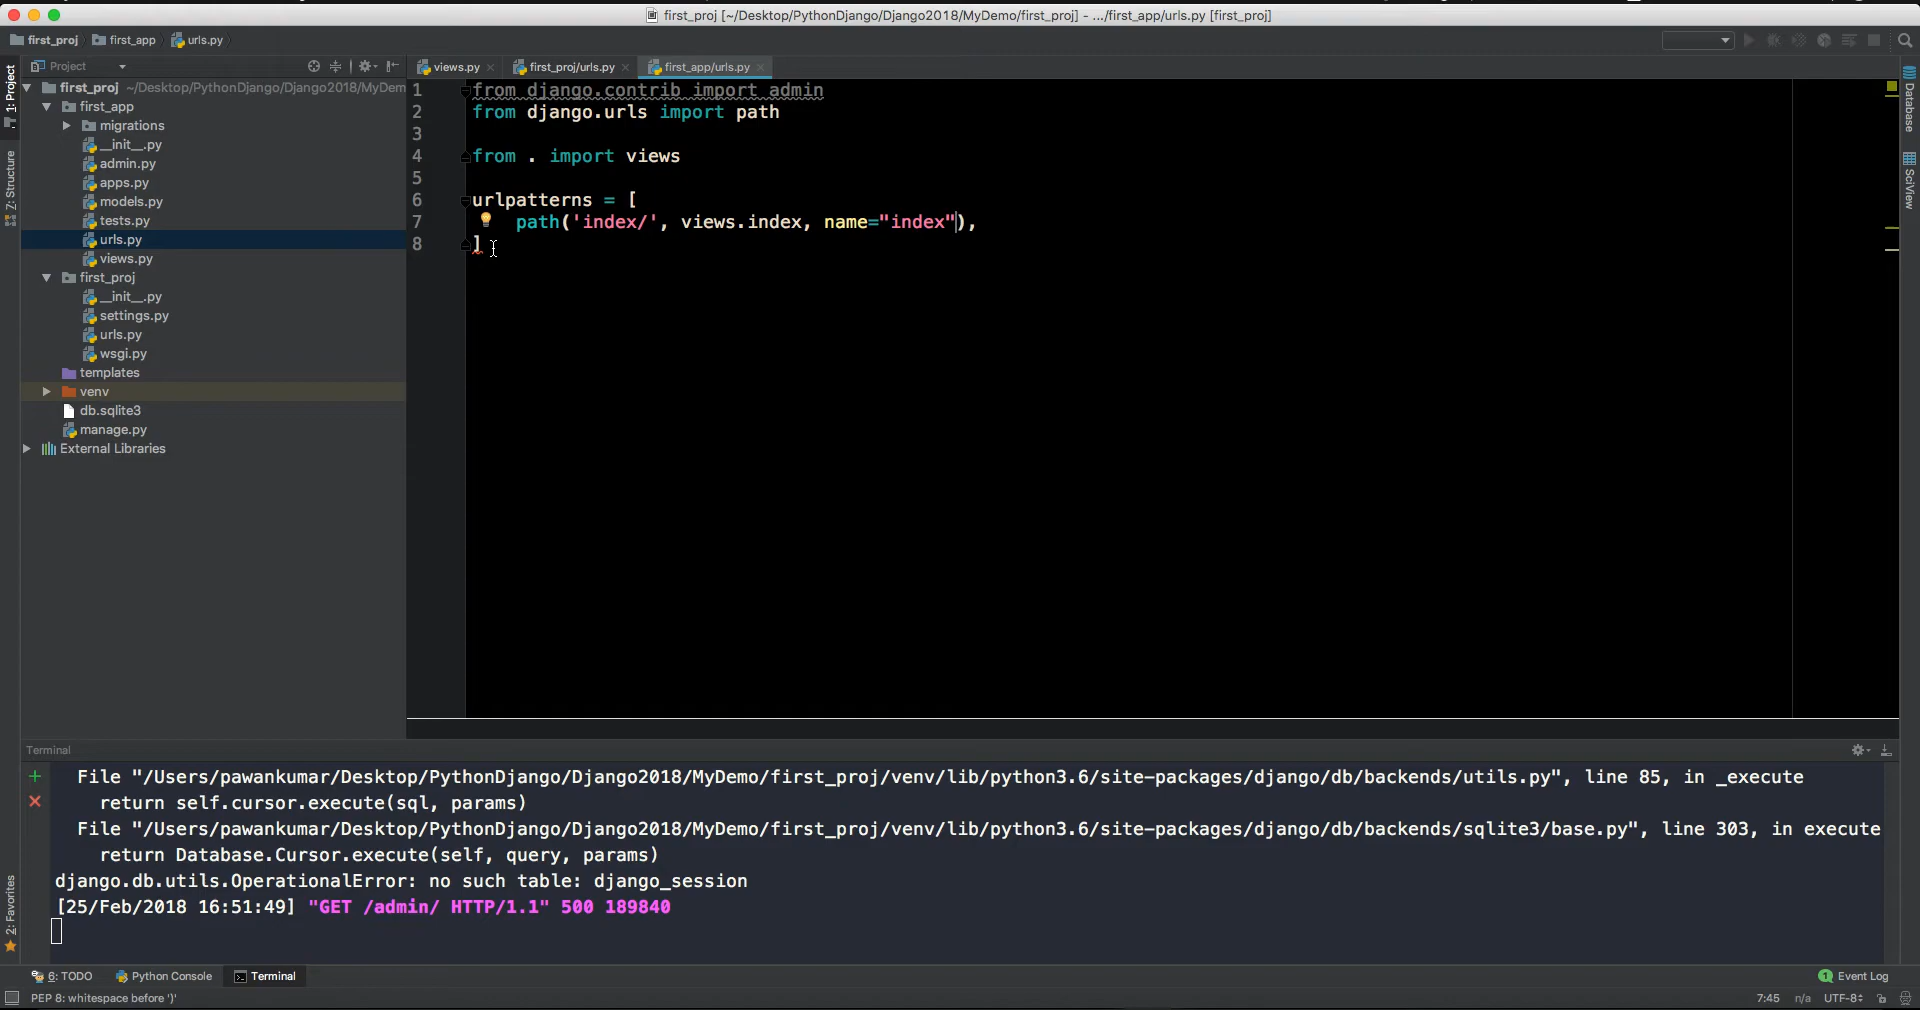 first_proj [~/Desktop/PythonDjango/Django2018/MyDemo/first_proj] - .../first_app/urls.py [first_proj]
first_proj first_app urls.py
Project
views.py first_proj/urls.py first_app/urls.py
first_proj ~/Desktop/PythonDjango/Django2018/MyDem
first_app
migrations
__init__.py
admin.py
apps.py
models.py
tests.py
urls.py
views.py
first_proj
__init__.py
settings.py
urls.py
wsgi.py
templates
venv
db.sqlite3
manage.py
External Libraries
1: Project
7: Structure
2: Favorites
1 from django.contrib import admin
2 from django.urls import path
3
4 from . import views
5
6 urlpatterns = [
7 path('index/', views.index, name="index"),
8 ]
Database
SciView
Terminal
File "/Users/pawankumar/Desktop/PythonDjango/Django2018/MyDemo/first_proj/venv/lib/python3.6/site-packages/django/db/backends/utils.py", line 85, in _execute
return self.cursor.execute(sql, params)
File "/Users/pawankumar/Desktop/PythonDjango/Django2018/MyDemo/first_proj/venv/lib/python3.6/site-packages/django/db/backends/sqlite3/base.py", line 303, in execute
return Database.Cursor.execute(self, query, params)
django.db.utils.OperationalError: no such table: django_session
[25/Feb/2018 16:51:49] "GET /admin/ HTTP/1.1" 500 189840
6: TODO Python Console Terminal 1 Event Log
PEP 8: whitespace before ')' 7:45 n/a UTF-8